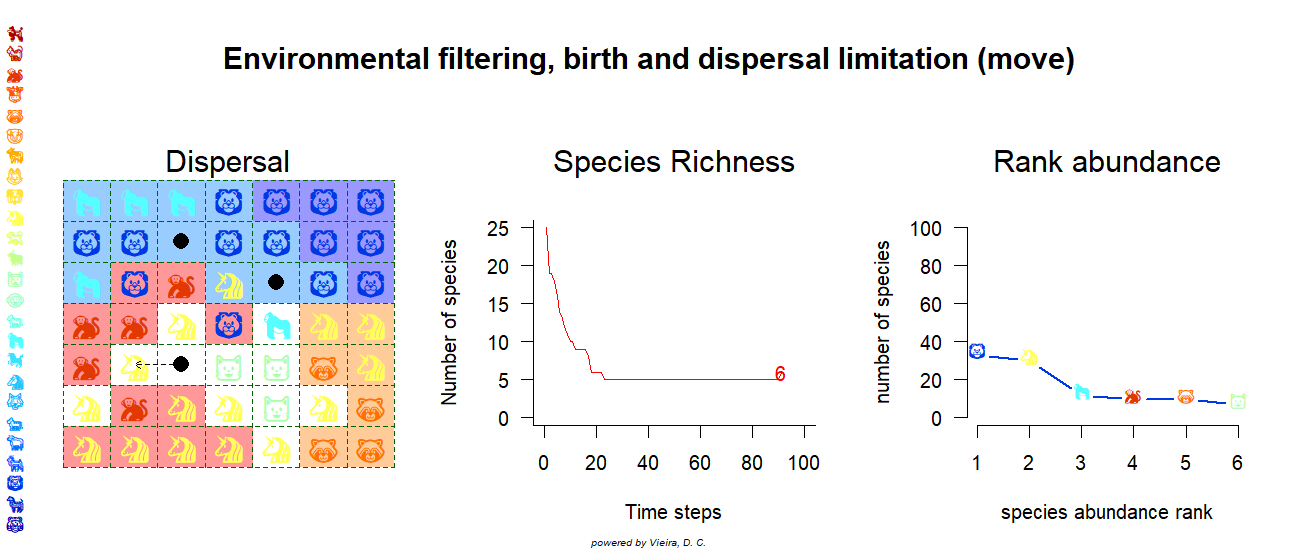 Environmental filtering, birth and dispersal limitation (move)
Dispersal
Species Richness
Number of species
25
20
15
10
5
0
6
0 20 40 60 80 100
Time steps
Rank abundance
number of species
100
80
60
40
20
0
1 2 3 4 5 6
species abundance rank
powered by Vieira, D. C.